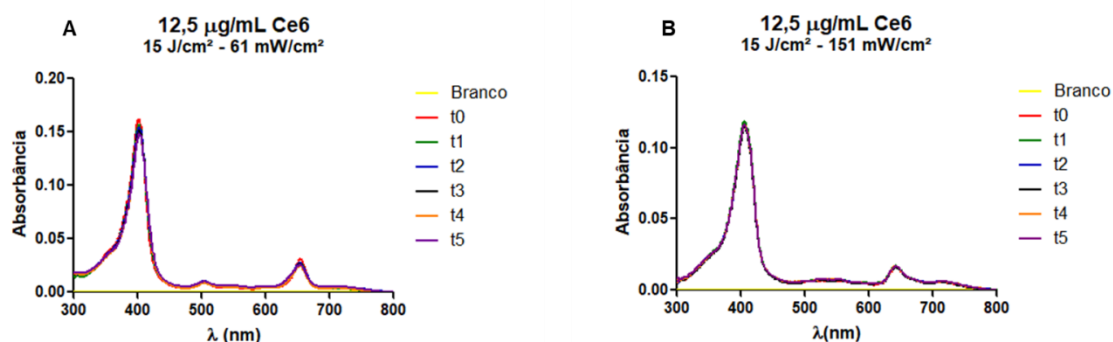 A
12,5 µg/mL Ce6
15 J/cm² - 61 mW/cm²
Absorbância
0.20
0.15
0.10
0.05
0.00
300 400 500 600 700 800
λ (nm)
Branco
t0
t1
t2
t3
t4
t5
B
12,5 µg/mL Ce6
15 J/cm² - 151 mW/cm²
Absorbância
0.15
0.10
0.05
0.00
300 400 500 600 700 800
λ(nm)
Branco
t0
t1
t2
t3
t4
t5